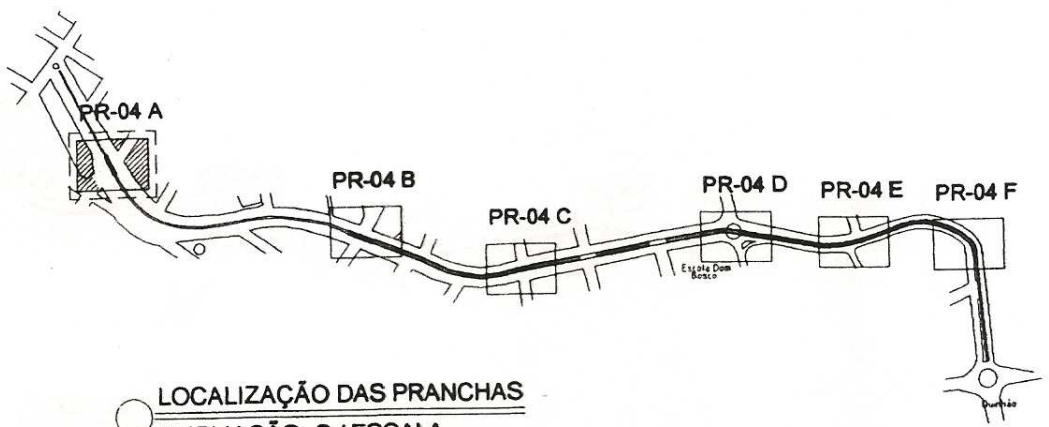 PR-04 A
PR-04 B
PR-04 C
PR-04 D
PR-04 E
PR-04 F
Escola Dom
Bosco
LOCALIZAÇÃO DAS PRANCHAS